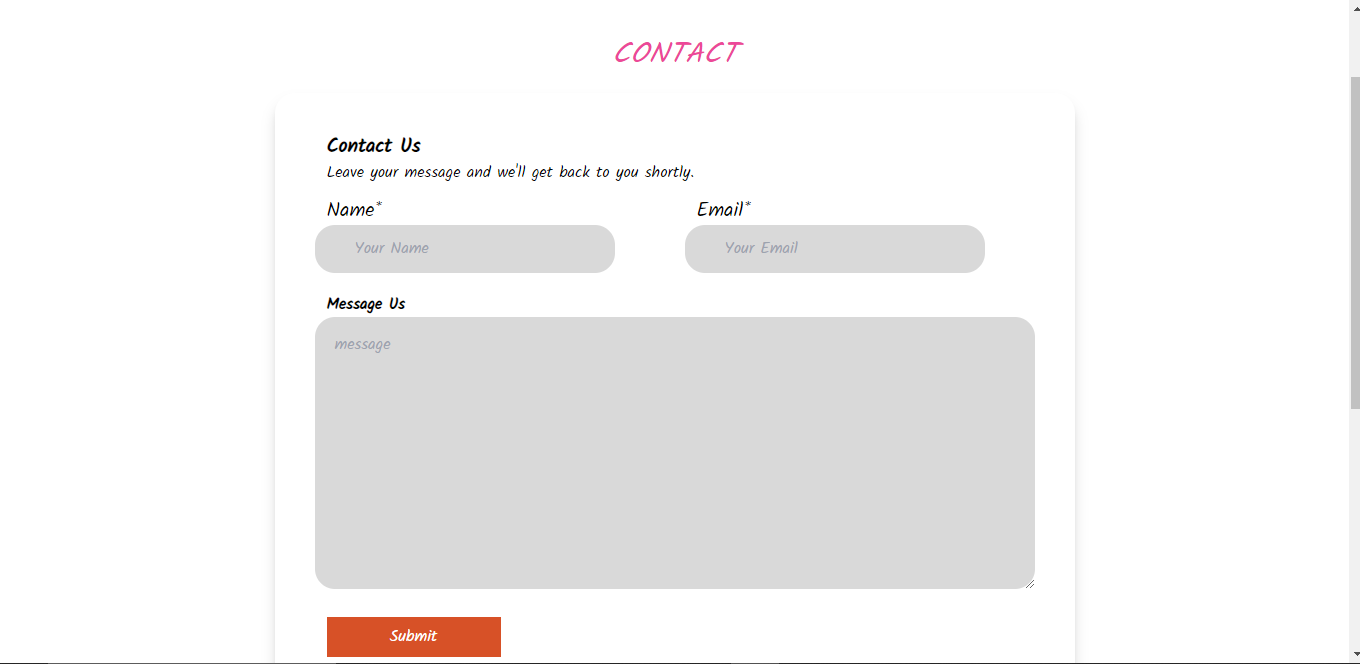 CONTACT
Contact Us
Leave your message and we'll get back to you shortly.
Name* Email*
Your Name Your Email
Message Us
message
Submit